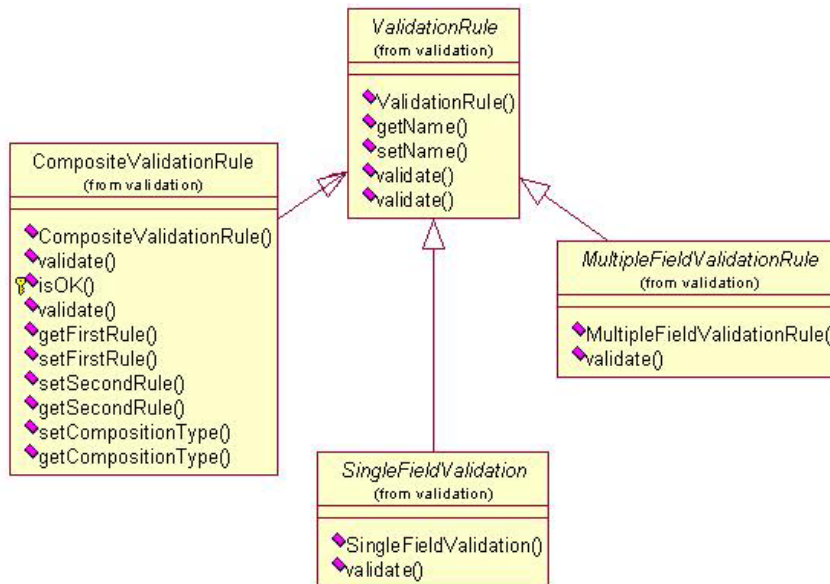 ValidationRule
(from validation)
ValidationRule()
getName()
setName()
validate()
validate()
CompositeValidationRule
(from validation)
CompositeValidationRule()
validate()
isOK()
validate()
getFirstRule()
setFirstRule()
setSecondRule()
getSecondRule()
setCompositionType()
getCompositionType()
MultipleFieldValidationRule
(from validation)
MultipleFieldValidationRule(
validate()
SingleFieldValidation
(from validation)
SingleFieldValidation()
validate()